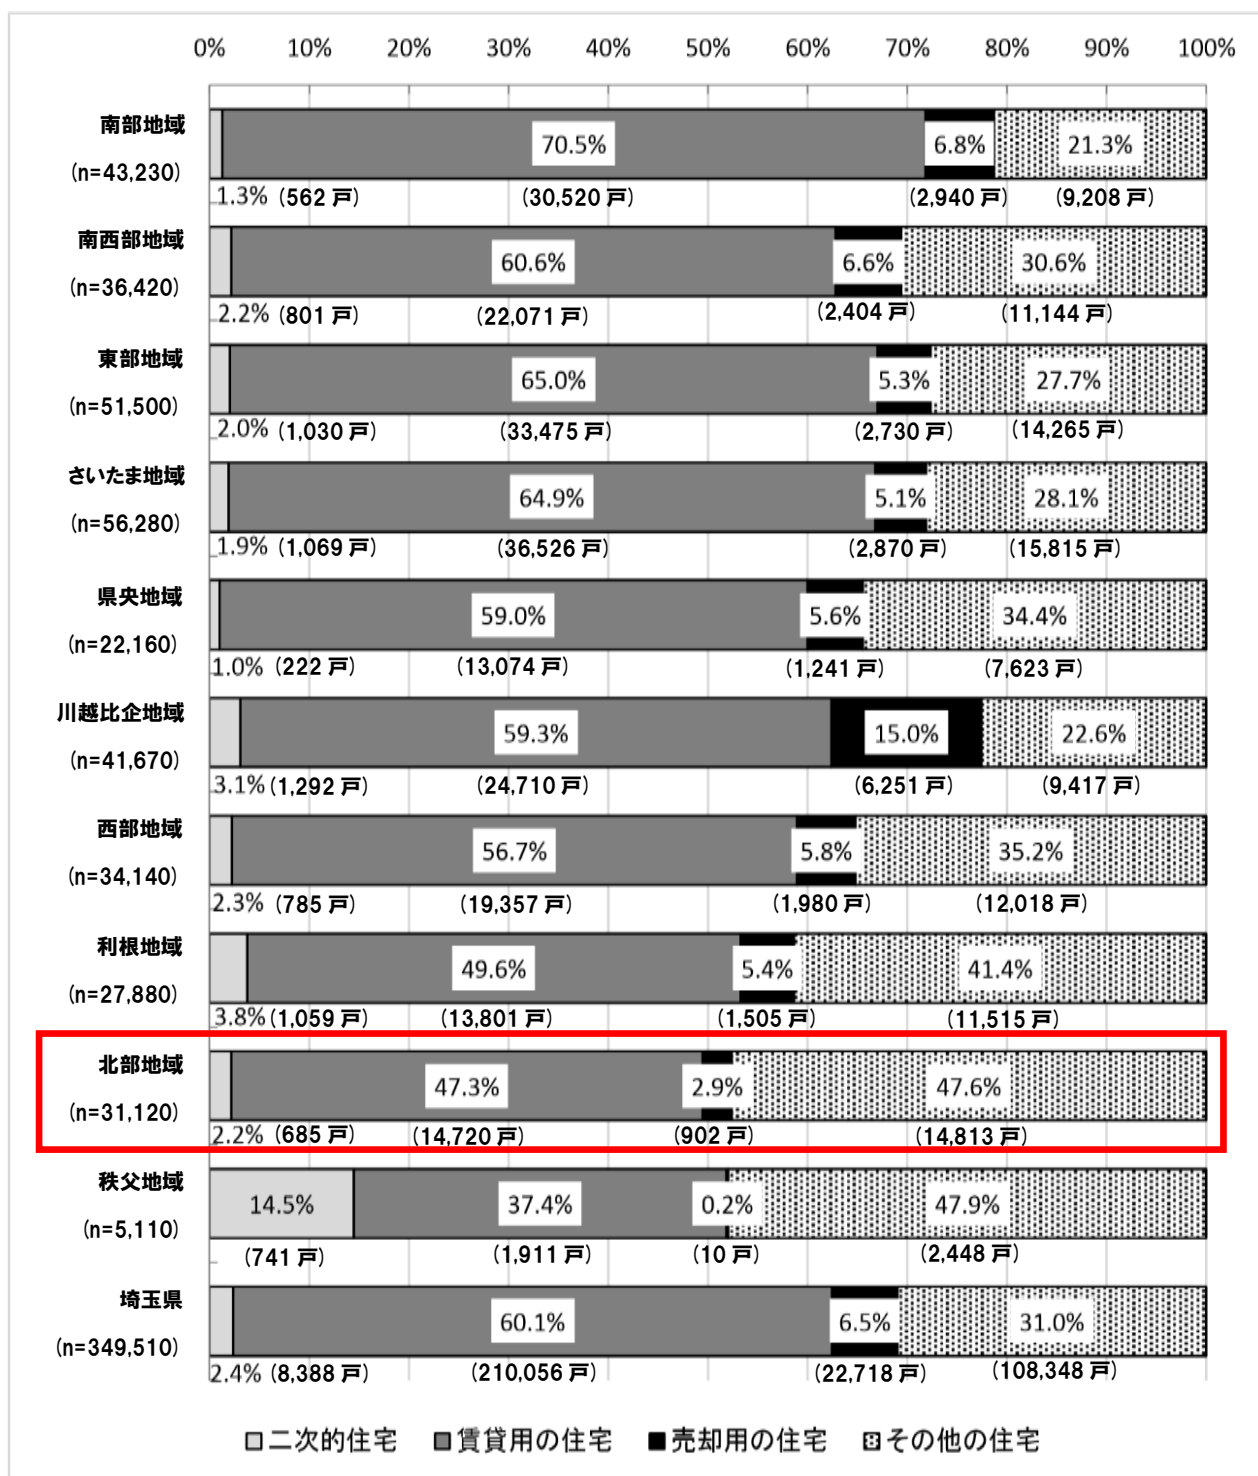 0% 10% 20% 30% 40% 50% 60% 70% 80% 90% 100%
南部地域
(n=43,230)
70.5% 6.8% 21.3%
1.3% (562 戸) (30,520 戸) (2,940 戸) (9,208 戸)
南西部地域
(n=36,420)
60.6% 6.6% 30.6%
2.2% (801 戸) (22,071 戸) (2,404 戸) (11,144 戸)
東部地域
(n=51,500)
65.0% 5.3% 27.7%
2.0% (1,030 戸) (33,475 戸) (2,730 戸) (14,265 戸)
さいたま地域
(n=56,280)
64.9% 5.1% 28.1%
1.9% (1,069 戸) (36,526 戸) (2,870 戸) (15,815 戸)
県央地域
(n=22,160)
59.0% 5.6% 34.4%
1.0% (222 戸) (13,074 戸) (1,241 戸) (7,623 戸)
川越比企地域
(n=41,670)
59.3% 15.0% 22.6%
3.1% (1,292 戸) (24,710 戸) (6,251 戸) (9,417 戸)
西部地域
(n=34,140)
56.7% 5.8% 35.2%
2.3% (785 戸) (19,357 戸) (1,980 戸) (12,018 戸)
利根地域
(n=27,880)
49.6% 5.4% 41.4%
3.8% (1,059 戸) (13,801 戸) (1,505 戸) (11,515 戸)
北部地域
(n=31,120)
47.3% 2.9% 47.6%
2.2% (685 戸) (14,720 戸) (902 戸) (14,813 戸)
秩父地域
(n=5,110)
14.5% 37.4% 0.2% 47.9%
(741 戸) (1,911 戸) (10 戸) (2,448 戸)
埼玉県
(n=349,510)
60.1% 6.5% 31.0%
2.4% (8,388 戸) (210,056 戸) (22,718 戸) (108,348 戸)
二次的住宅 賃貸用の住宅 売却用の住宅 その他の住宅